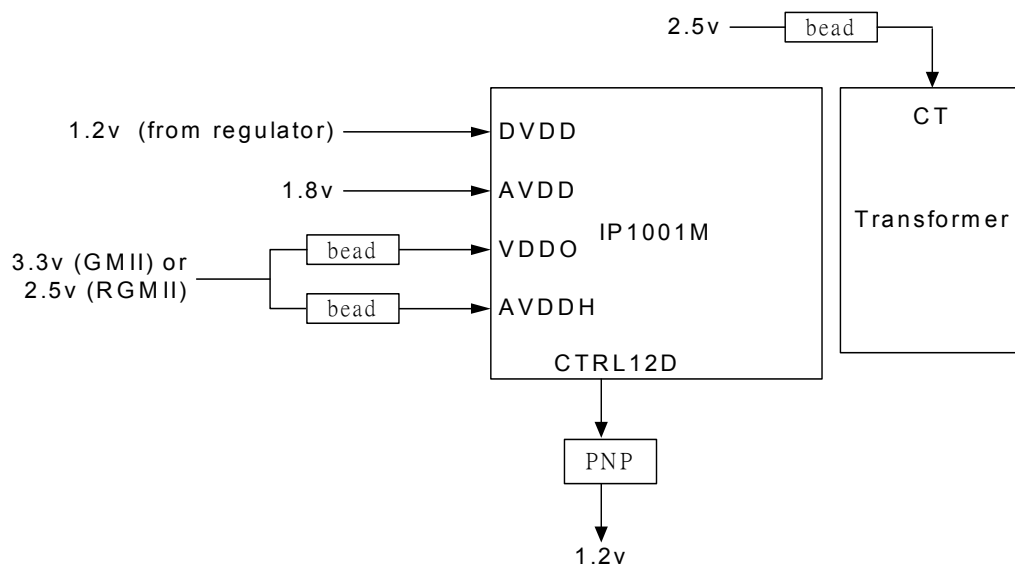 2.5v
bead
1.2v (from regulator)
DVDD
CT
1.8v
AVDD
Transformer
IP1001M
3.3v (GMII) or
2.5v (RGMII)
bead
VDDO
bead
AVDDH
CTRL12D
PNP
1.2v